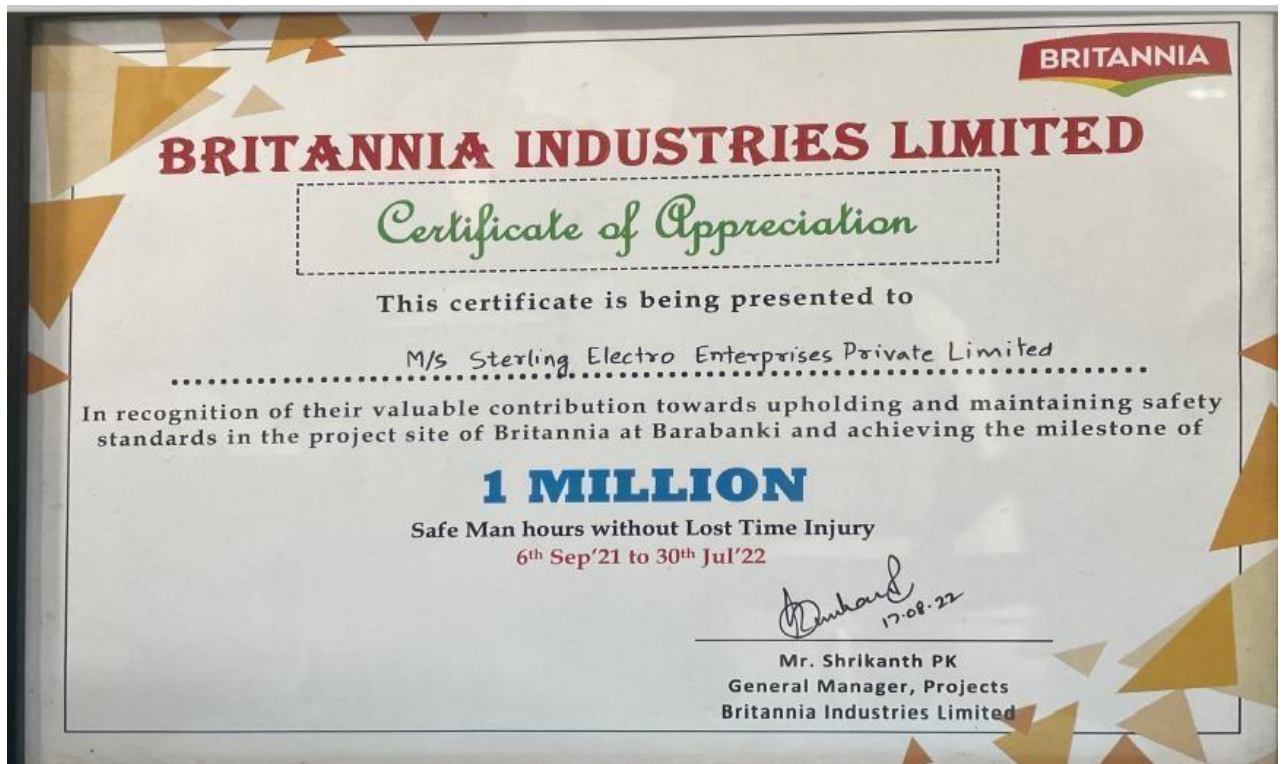 BRITANNIA
BRITANNIA INDUSTRIES LIMITED
Certificate of Appreciation
This certificate is being presented to
M/s Sterling Electro Enterprises Private Limited
In recognition of their valuable contribution towards upholding and maintaining safety
standards in the project site of Britannia at Barabanki and achieving the milestone of
1 MILLION
Safe Man hours without Lost Time Injury
6th Sep'21 to 30th Jul'22
17.08.22
Mr. Shrikanth PK
General Manager, Projects
Britannia Industries Limited